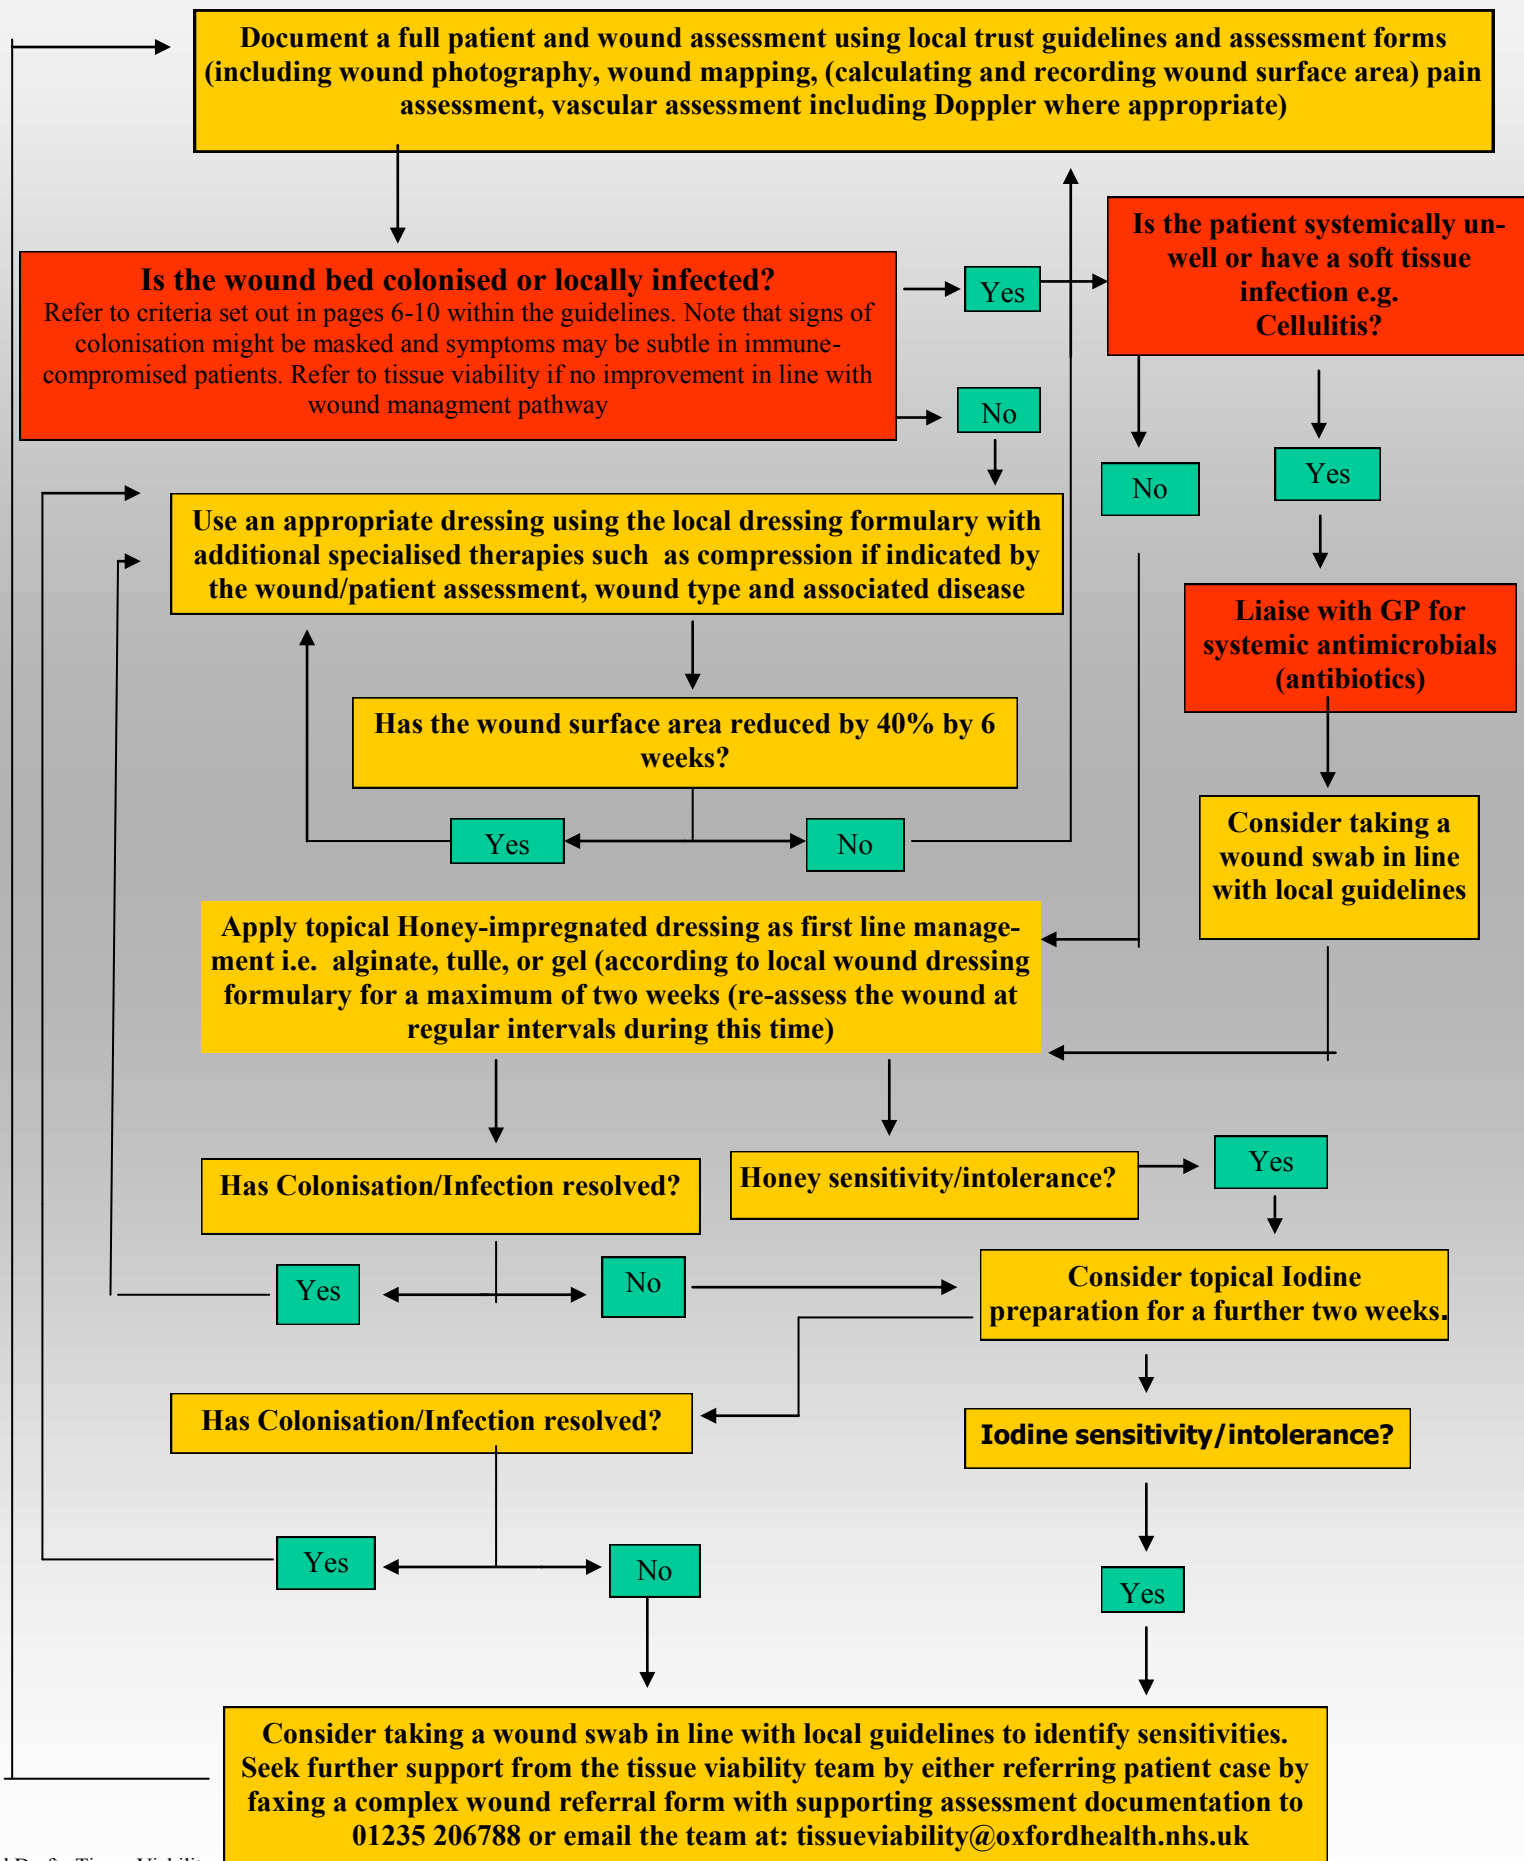 Document a full patient and wound assessment using local trust guidelines and assessment forms
(including wound photography, wound mapping, (calculating and recording wound surface area) pain
assessment, vascular assessment including Doppler where appropriate)
Is the wound bed colonised or locally infected?
Refer to criteria set out in pages 6-10 within the guidelines. Note that signs of
colonisation might be masked and symptoms may be subtle in immune-
compromised patients. Refer to tissue viability if no improvement in line with
wound managment pathway
Yes
No
Is the patient systemically un-
well or have a soft tissue
infection e.g.
Cellulitis?
No
Yes
Use an appropriate dressing using the local dressing formulary with
additional specialised therapies such as compression if indicated by
the wound/patient assessment, wound type and associated disease
Liaise with GP for
systemic antimicrobials
(antibiotics)
Has the wound surface area reduced by 40% by 6
weeks?
Yes
No
Consider taking a
wound swab in line
with local guidelines
Apply topical Honey-impregnated dressing as first line manage-
ment i.e. alginate, tulle, or gel (according to local wound dressing
formulary for a maximum of two weeks (re-assess the wound at
regular intervals during this time)
Has Colonisation/Infection resolved?
Honey sensitivity/intolerance?
Yes
Yes
No
Consider topical Iodine
preparation for a further two weeks.
Has Colonisation/Infection resolved?
Iodine sensitivity/intolerance?
Yes
No
Yes
Consider taking a wound swab in line with local guidelines to identify sensitivities.
Seek further support from the tissue viability team by either referring patient case by
faxing a complex wound referral form with supporting assessment documentation to
01235 206788 or email the team at: tissueviability@oxfordhealth.nhs.uk